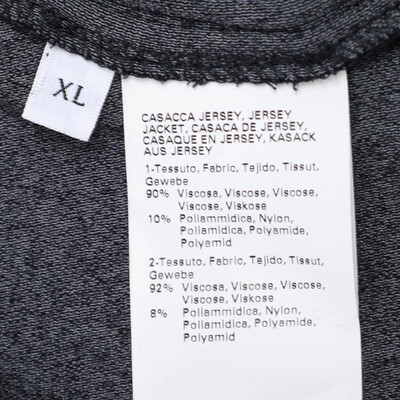 XL
CASACCA JERSEY, JERSEY
JACKET, CASACA DE JERSEY,
CASAQUE EN JERSEY, KASACK
AUS JERSEY
1-Tessuto, Fabric, Tejido, Tissut,
Gewebe
90% Viscosa, Viscose, Viscose,
Viscose, Viskose
10% Poliammidica, Nylon,
Poliamidica, Polyamide,
Polyamid
2-Tessuto, Fabric, Tejido, Tissut,
Gewebe
92% Viscosa, Viscose, Viscose,
Viscose, Viskose
8% Poliammidica, Nylon,
Poliamidica, Polyamide,
Polyamid